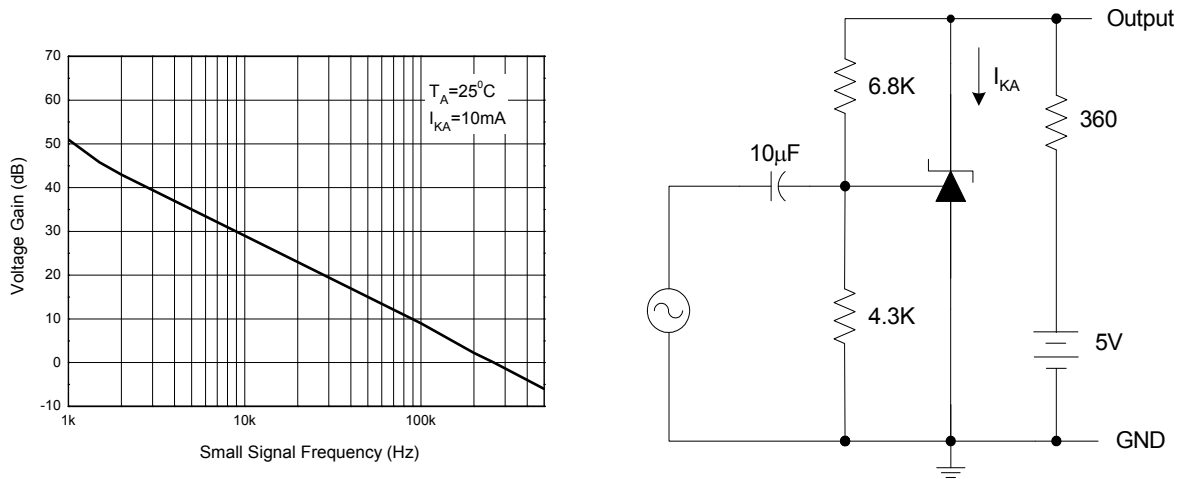 70
60
50
40
30
20
10
0
-10
1k
10k
100k
Voltage Gain (dB)
Small Signal Frequency (Hz)
T_A=25⁰C
I_KA=10mA
Output
6.8K
I_KA
360
10μF
4.3K
5V
GND